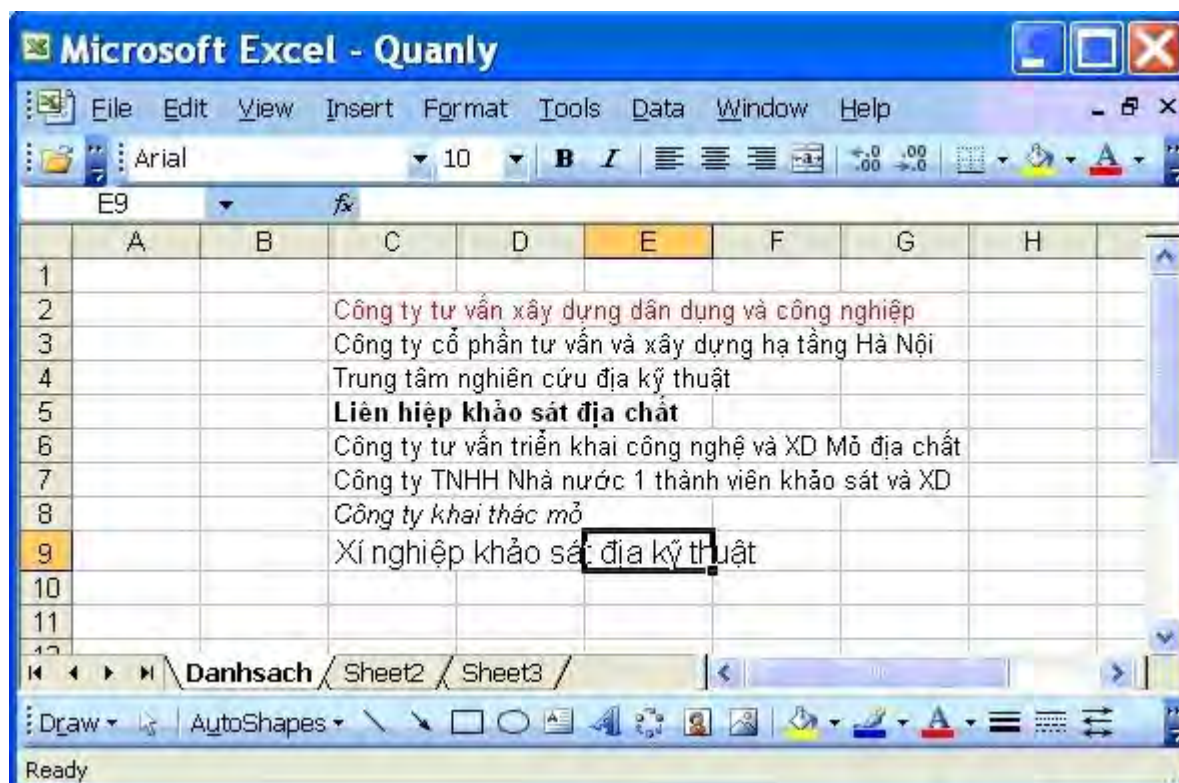 Microsoft Excel - Quanly
File Edit View Insert Format Tools Data Window Help
Arial 10 B I
E9 fx
A B C D E F G H
1
2 Công ty tư vấn xây dựng dân dụng và công nghiệp
3 Công ty cổ phần tư vấn và xây dựng hạ tầng Hà Nội
4 Trung tâm nghiên cứu địa kỹ thuật
5 Liên hiệp khảo sát địa chất
6 Công ty tư vấn triển khai công nghệ và XD Mỏ địa chất
7 Công ty TNHH Nhà nước 1 thành viên khảo sát và XD
8 Công ty khai thác mỏ
9 Xí nghiệp khảo sát địa kỹ thuật
10
11
12
Danhsach Sheet2 Sheet3
Draw AutoShapes A
Ready